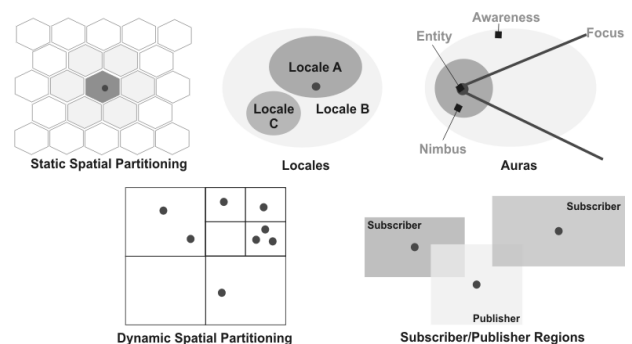 Static Spatial Partitioning
Locale A
Locale
C
Locale B
Locales
Awareness
Entity
Focus
Nimbus
Auras
Dynamic Spatial Partitioning
Subscriber
Subscriber
Publisher
Subscriber/Publisher Regions